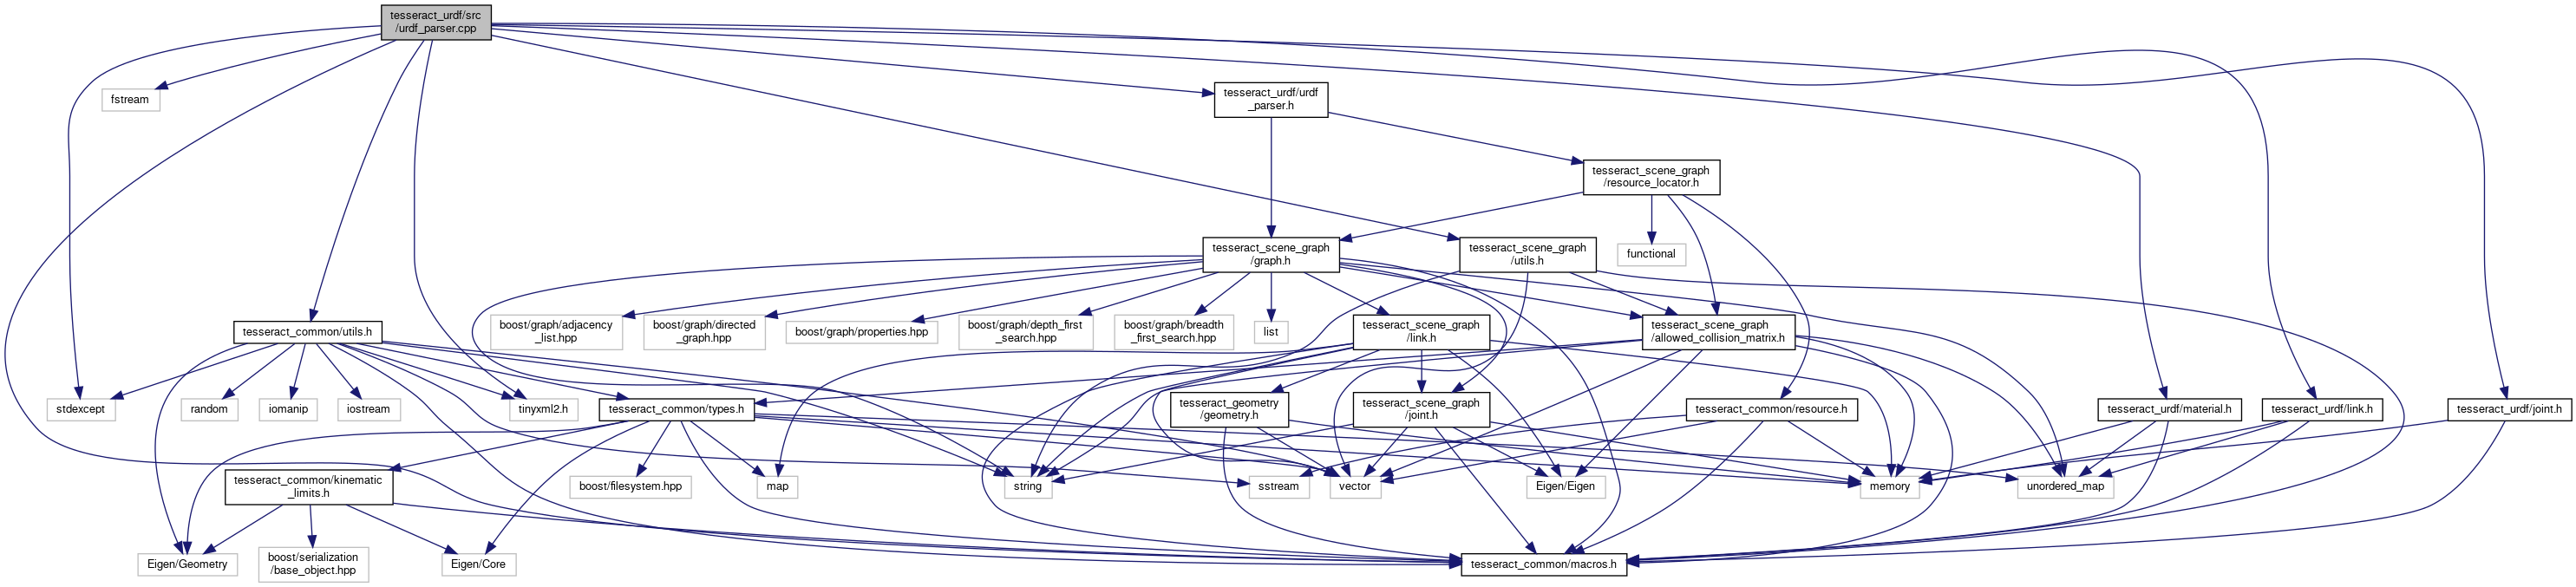 tesseract_urdf/src
/urdf_parser.cpp
fstream
tesseract_urdf/urdf
_parser.h
tesseract_scene_graph
/resource_locator.h
tesseract_scene_graph
/graph.h
tesseract_scene_graph
/utils.h
functional
boost/graph/adjacency
_list.hpp
boost/graph/directed
_graph.hpp
boost/graph/properties.hpp
boost/graph/depth_first
_search.hpp
boost/graph/breadth
_first_search.hpp
list
tesseract_common/utils.h
tesseract_scene_graph
/link.h
tesseract_scene_graph
/allowed_collision_matrix.h
stdexcept
random
iomanip
iostream
tinyxml2.h
tesseract_common/types.h
tesseract_geometry
/geometry.h
tesseract_scene_graph
/joint.h
tesseract_common/resource.h
tesseract_urdf/material.h
tesseract_urdf/link.h
tesseract_urdf/joint.h
tesseract_common/kinematic
_limits.h
boost/filesystem.hpp
map
string
sstream
vector
Eigen/Eigen
memory
unordered_map
Eigen/Geometry
boost/serialization
/base_object.hpp
Eigen/Core
tesseract_common/macros.h